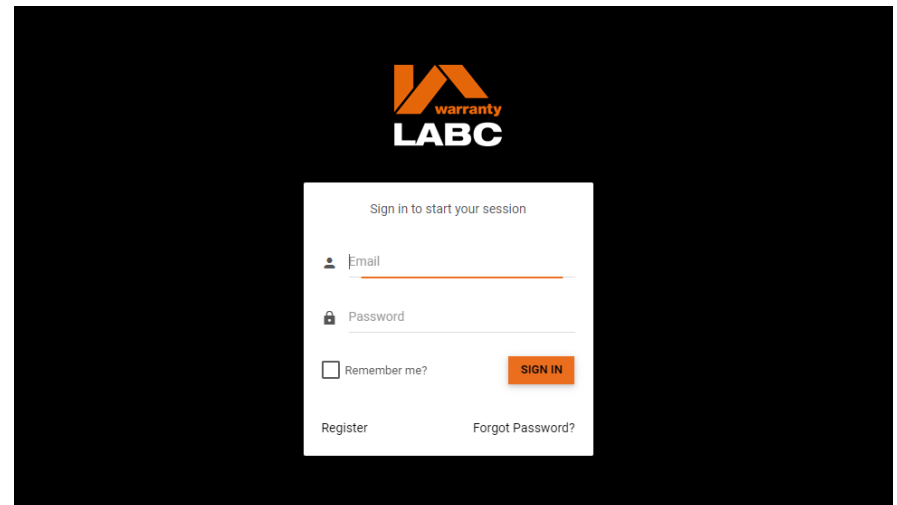 warranty
LABC
Sign in to start your session
Email
Password
Remember me?
SIGN IN
Register
Forgot Password?